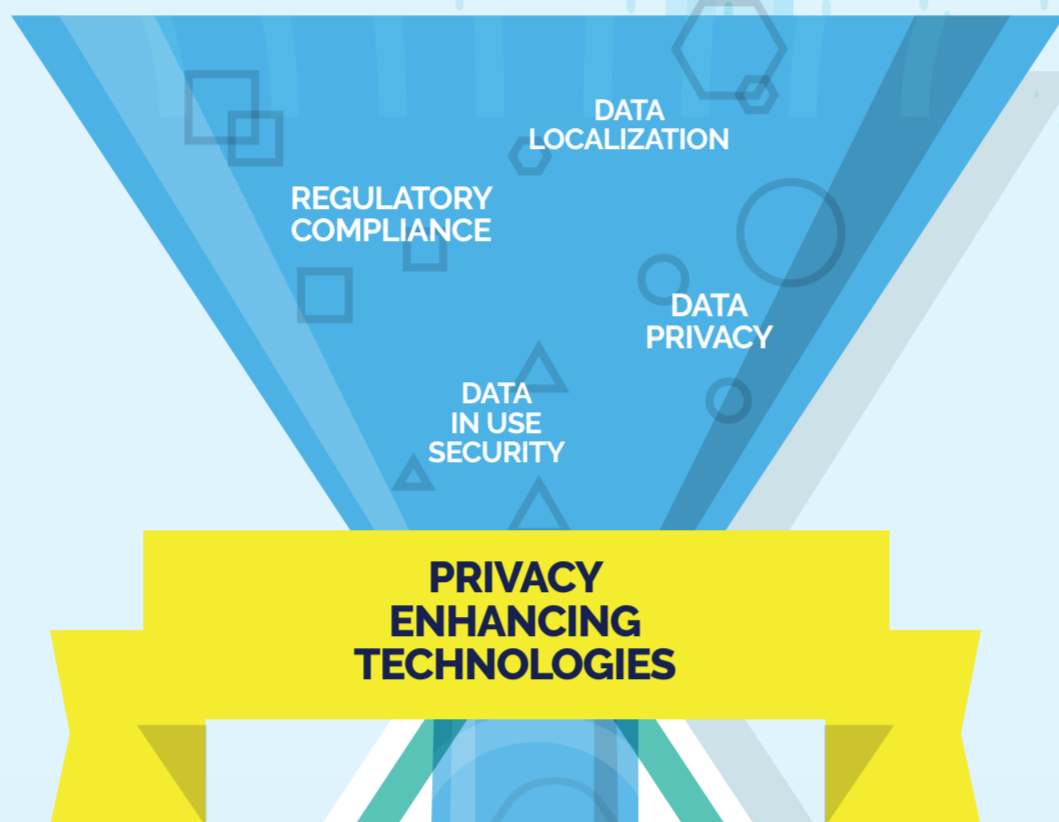 DATA
LOCALIZATION
REGULATORY
COMPLIANCE
DATA
PRIVACY
DATA
IN USE
SECURITY
PRIVACY
ENHANCING
TECHNOLOGIES